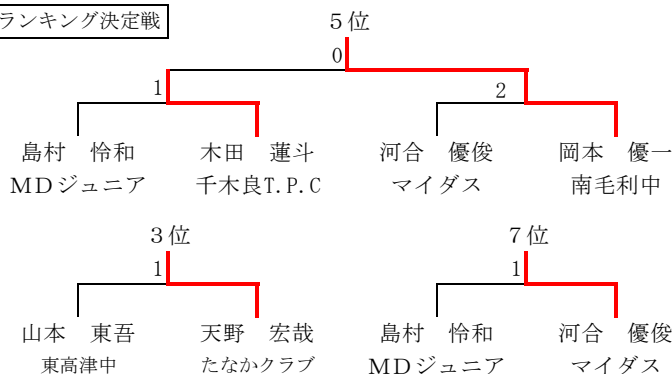 ランキング決定戦
５位
0
1
2
島村　怜和　木田　蓮斗　河合　優俊　岡本　優一
MDジュニア　千木良T.P.C　マイダス　南毛利中
３位　７位
1　1
山本　東吾　天野　宏哉　島村　怜和　河合　優俊
東高津中　たなかクラブ　MDジュニア　マイダス